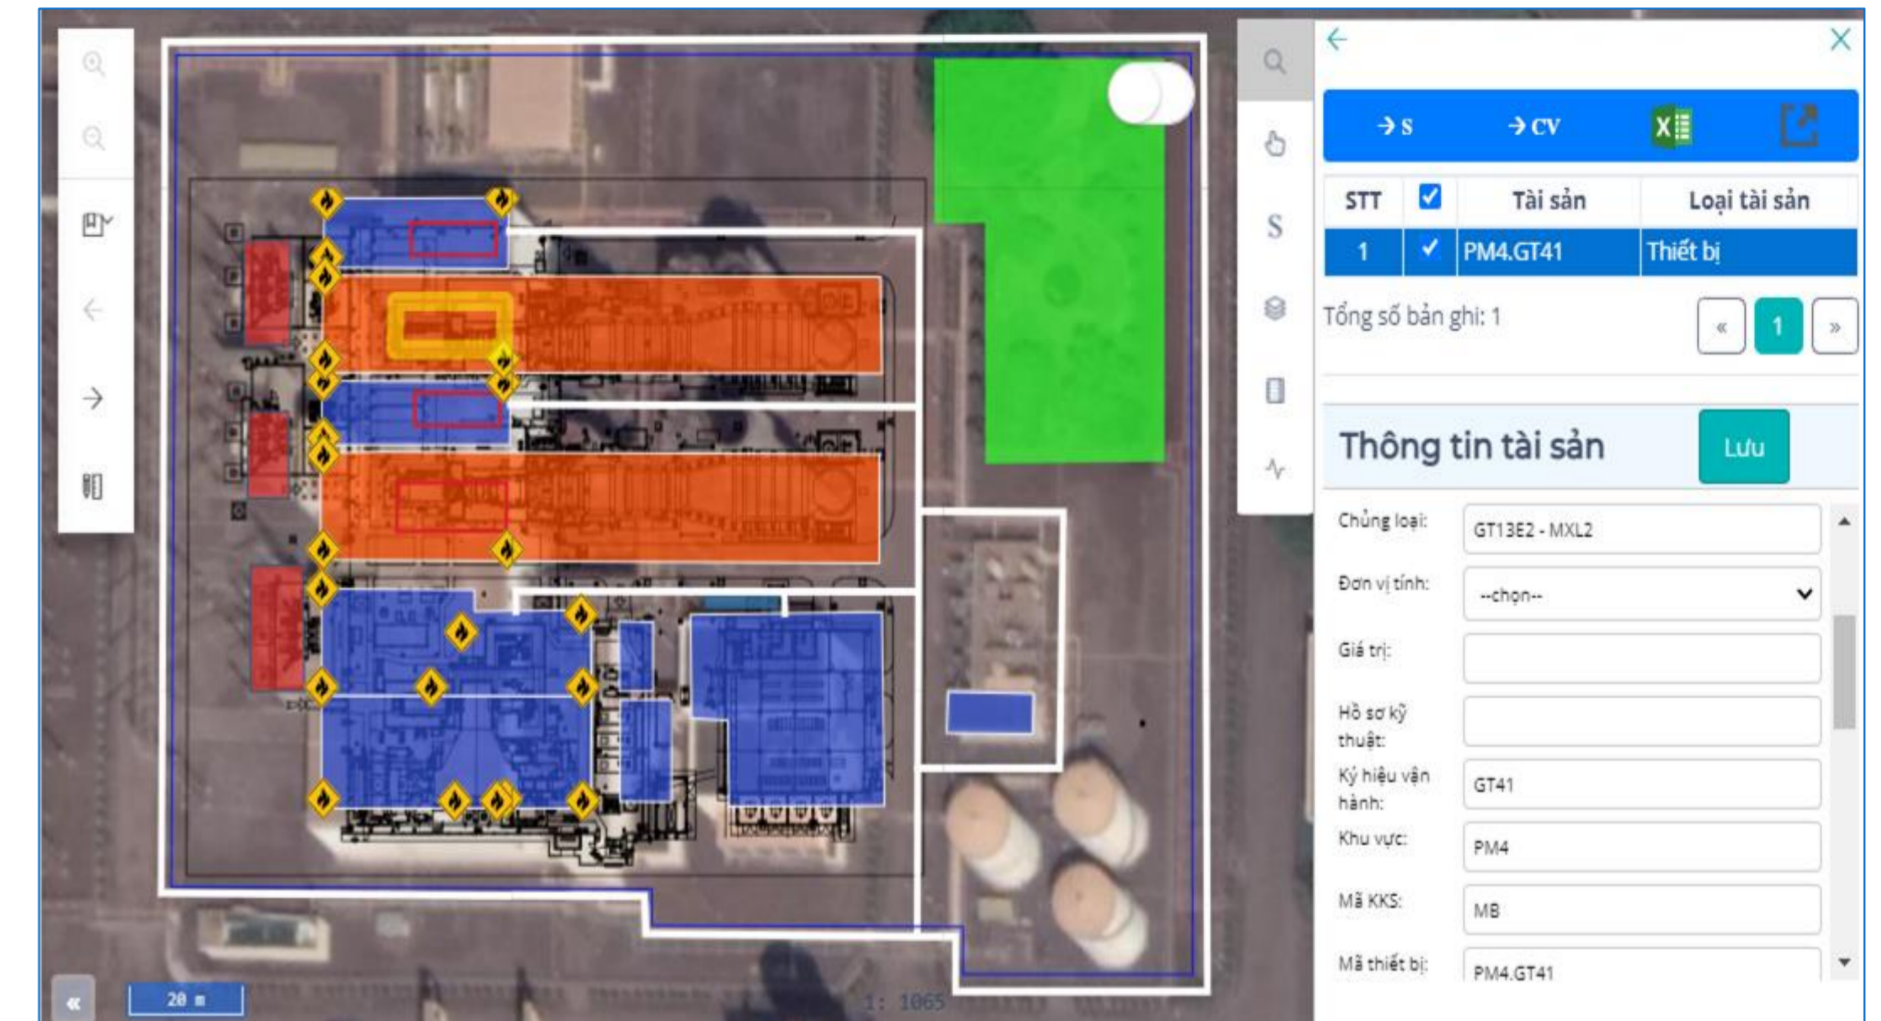 S
→ S
→ CV
STT
Tài sản
Loại tài sản
1
PM4.GT41
Thiết bị
Tổng số bản ghi: 1
«
1
»
Thông tin tài sản
Lưu
Chủng loại:
GT13E2 - MXL2
Đơn vị tính:
--chọn--
Giá trị:
Hồ sơ kỹ
thuật:
Ký hiệu vận
hành:
GT41
Khu vực:
PM4
Mã KKS:
MB
Mã thiết bị:
PM4.GT41
«
20 m
1: 1065